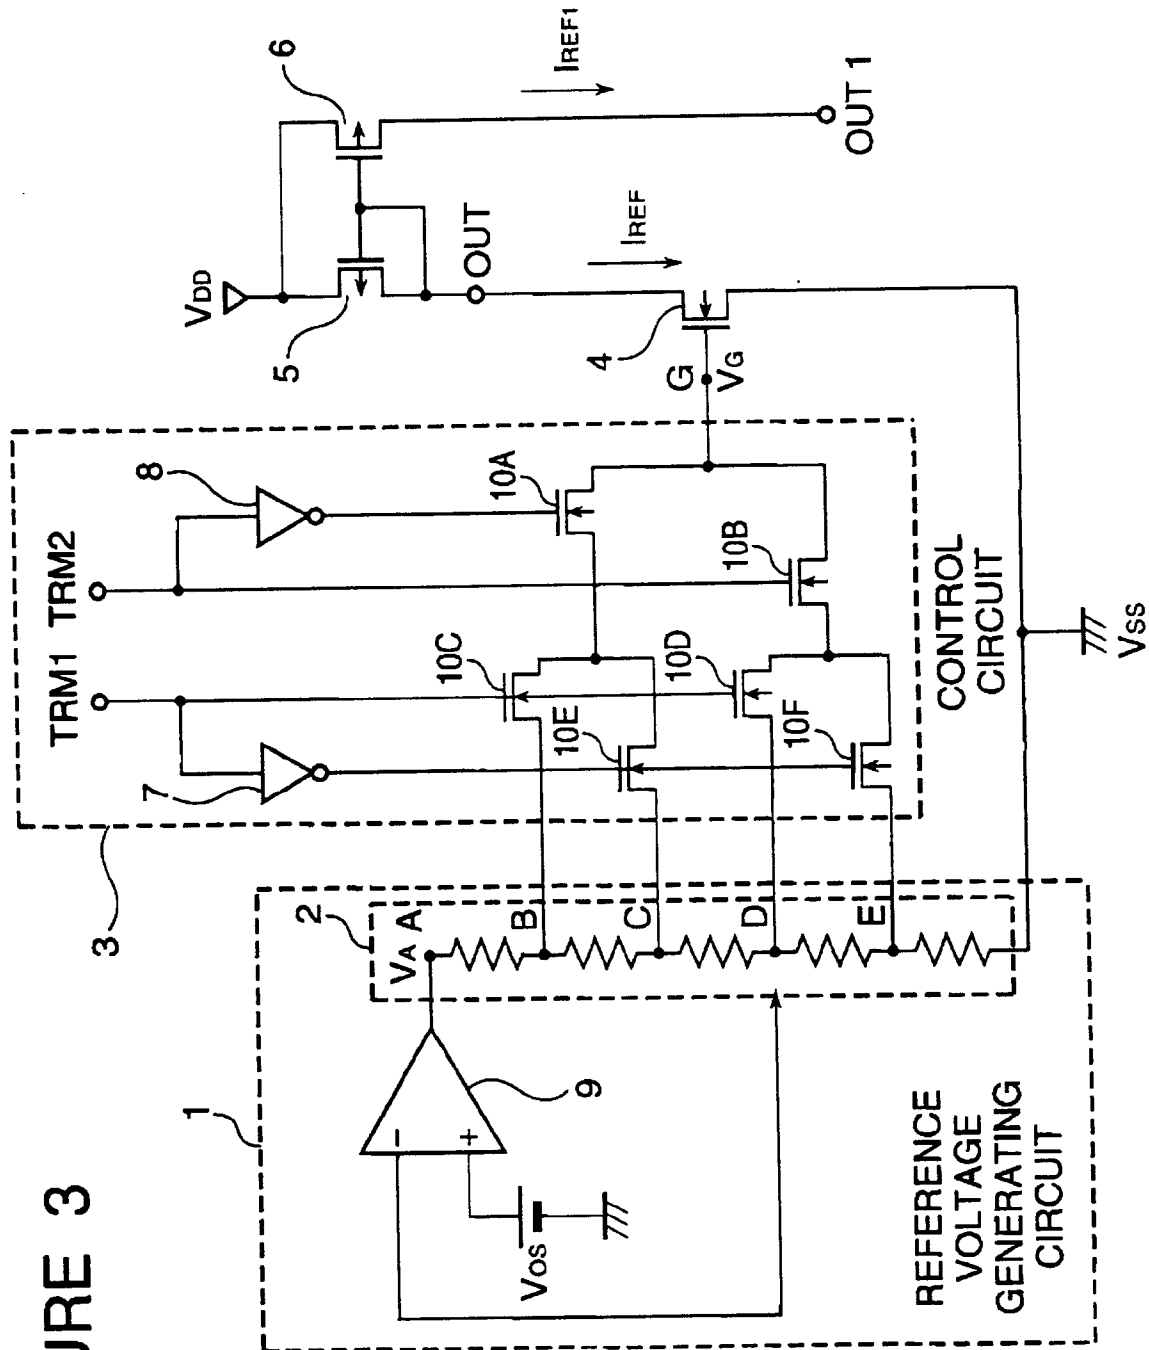 URE 3
1
REFERENCE
VOLTAGE
GENERATING
CIRCUIT
VOS
−
+
9
2
VA A
B
C
D
E
3
7
8
TRM1 TRM2
10A
10B
10C
10D
10E
10F
CONTROL
CIRCUIT
VSS
G
VG
4
5
6
VDD
OUT
IREF
IREF1
OUT 1